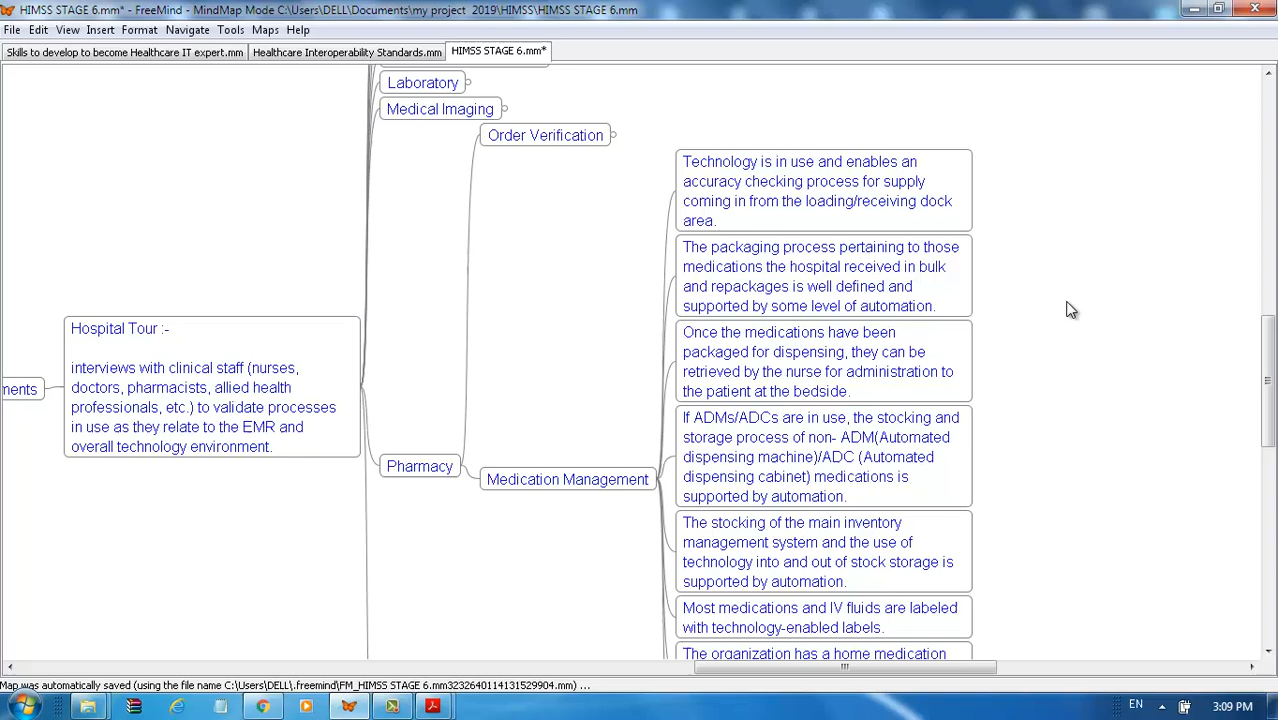 HIMSS STAGE 6.mm* - FreeMind - MindMap Mode C:\Users\DELL\Documents\my project  2019\HIMSS\HIMSS STAGE 6.mm
File Edit View Insert Format Navigate Tools Maps Help
Skills to develop to become Healthcare IT expert.mm
Healthcare Interoperability Standards.mm
HIMSS STAGE 6.mm*
Laboratory
Medical Imaging
Order Verification
Technology is in use and enables an
accuracy checking process for supply
coming in from the loading/receiving dock
area.
The packaging process pertaining to those
medications the hospital received in bulk
and repackages is well defined and
supported by some level of automation.
Hospital Tour :-
interviews with clinical staff (nurses,
doctors, pharmacists, allied health
professionals, etc.) to validate processes
in use as they relate to the EMR and
overall technology environment.
ments
Once the medications have been
packaged for dispensing, they can be
retrieved by the nurse for administration to
the patient at the bedside.
If ADMs/ADCs are in use, the stocking and
storage process of non- ADM(Automated
dispensing machine)/ADC (Automated
dispensing cabinet) medications is
supported by automation.
Pharmacy
Medication Management
The stocking of the main inventory
management system and the use of
technology into and out of stock storage is
supported by automation.
Most medications and IV fluids are labeled
with technology-enabled labels.
The organization has a home medication
Map was automatically saved (using the file name C:\Users\DELL\.freemind\FM_HIMSS STAGE 6.mm3232640114131529904.mm) ...
EN
3:09 PM